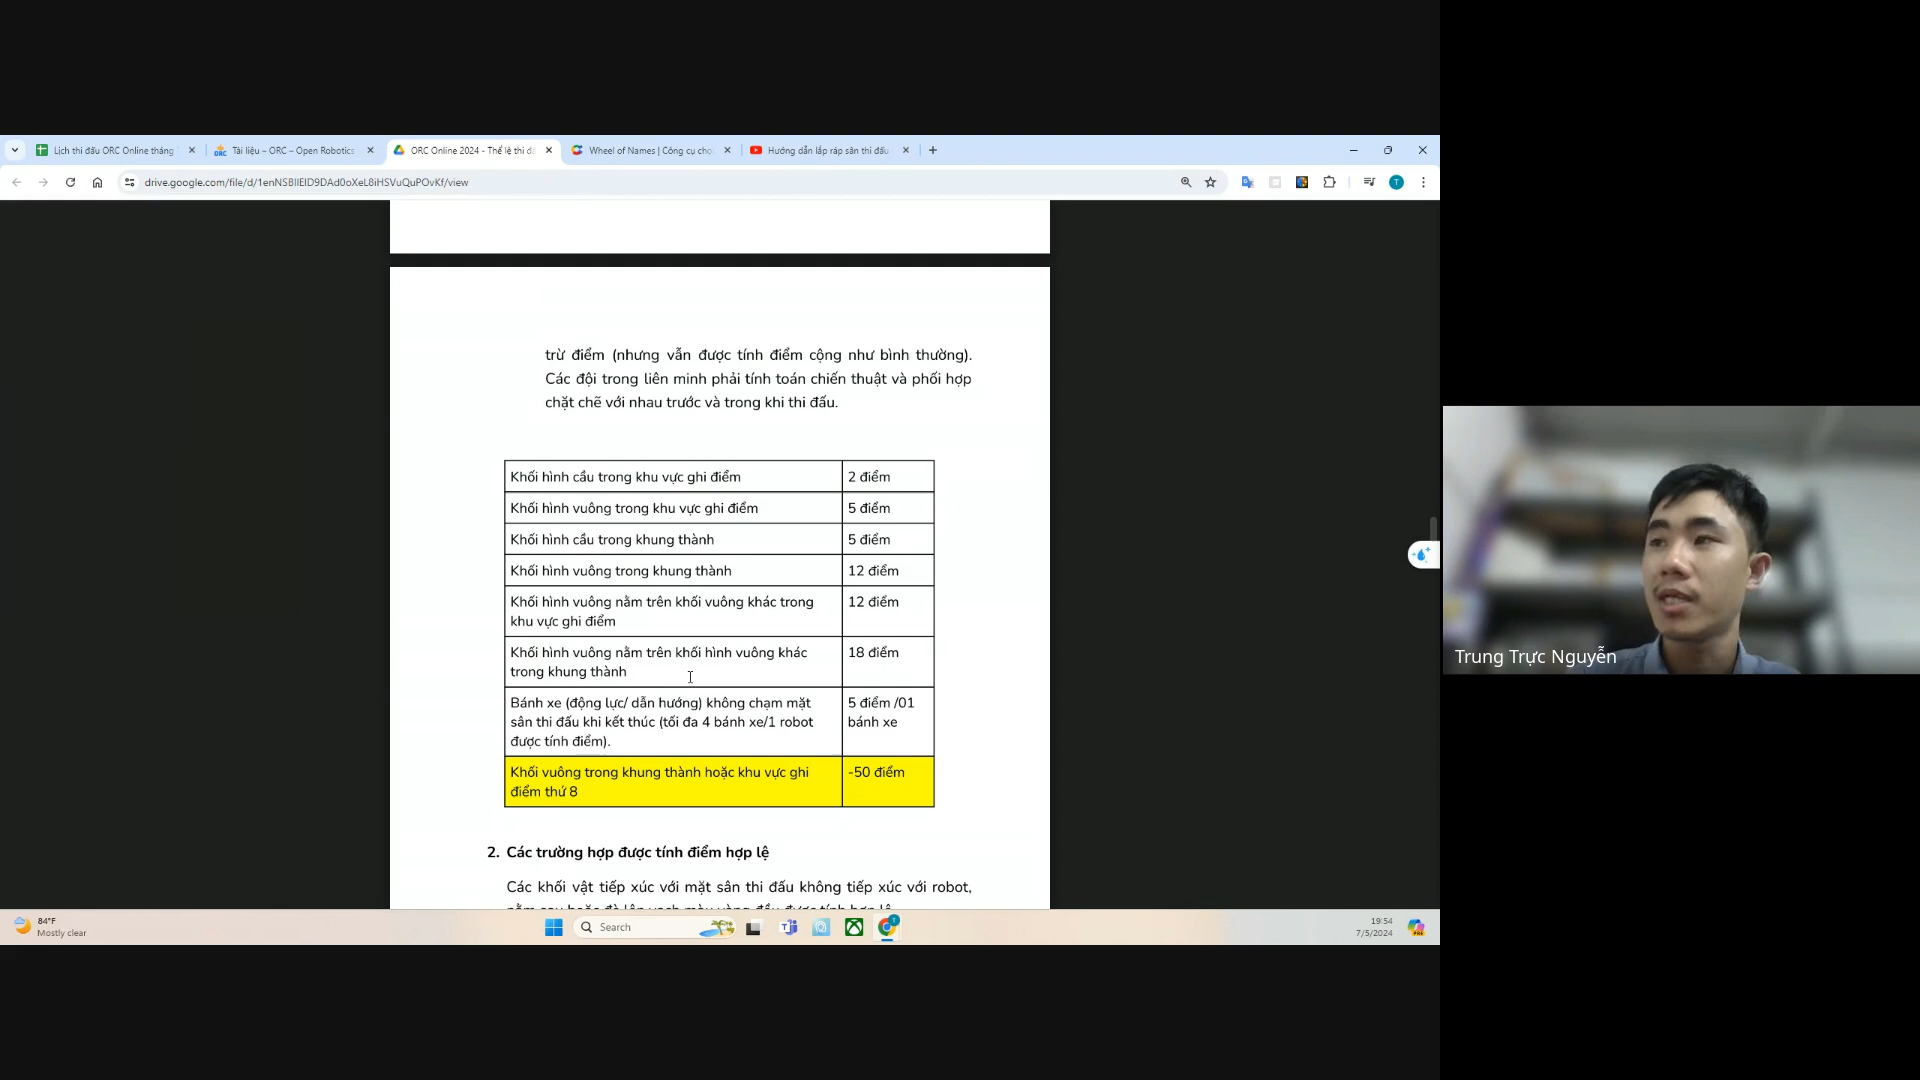 Lịch thi đấu ORC Online tháng
Tài liệu – ORC – Open Robotics
ORC Online 2024 - Thể lệ thi đấ
Wheel of Names | Công cụ chọ
Hướng dẫn lắp ráp sân thi đấu
drive.google.com/file/d/1enNSBIIEID9DAd0oXeL8iHSVuQuPOvKf/view
trừ điểm (nhưng vẫn được tính điểm cộng như bình thường).
Các đội trong liên minh phải tính toán chiến thuật và phối hợp
chặt chẽ với nhau trước và trong khi thi đấu.
Khối hình cầu trong khu vực ghi điểm 2 điểm
Khối hình vuông trong khu vực ghi điểm 5 điểm
Khối hình cầu trong khung thành 5 điểm
Khối hình vuông trong khung thành 12 điểm
Khối hình vuông nằm trên khối vuông khác trong 12 điểm
khu vực ghi điểm
Khối hình vuông nằm trên khối hình vuông khác 18 điểm
trong khung thành
Bánh xe (động lực/ dẫn hướng) không chạm mặt 5 điểm /01
sân thi đấu khi kết thúc (tối đa 4 bánh xe/1 robot bánh xe
được tính điểm).
Khối vuông trong khung thành hoặc khu vực ghi -50 điểm
điểm thứ 8
2. Các trường hợp được tính điểm hợp lệ
Các khối vật tiếp xúc với mặt sân thi đấu không tiếp xúc với robot,
Trung Trực Nguyễn
84°F
Mostly clear
Search
19:54
7/5/2024